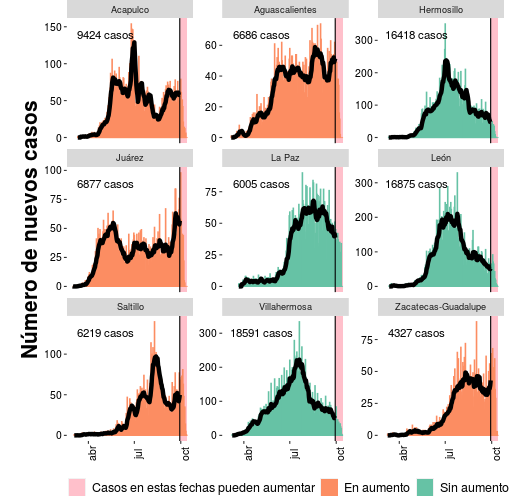 Número de nuevos casos
Acapulco
9424 casos
150
100
50
0
Aguascalientes
6686 casos
60
40
20
0
Hermosillo
16418 casos
300
200
100
0
Juárez
6877 casos
100
75
50
25
0
La Paz
6005 casos
75
50
25
0
León
16875 casos
300
200
100
0
Saltillo
6219 casos
100
50
0
Villahermosa
18591 casos
300
200
100
0
Zacatecas-Guadalupe
4327 casos
75
50
25
0
abr jul oct
abr jul oct
abr jul oct
Casos en estas fechas pueden aumentar En aumento Sin aumento